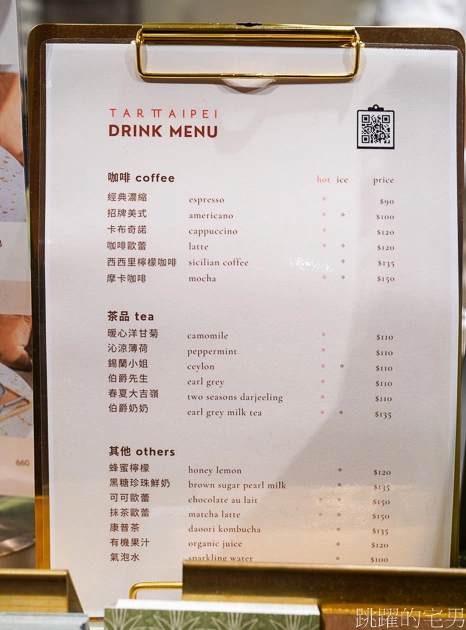 TARTTAIPEI
DRINK MENU
咖啡 coffee hot ice price
經典濃縮 espresso * $90
招牌美式 americano * * $100
卡布奇諾 cappuccino * $120
咖啡歐蕾 latte * * $120
西西里檸檬咖啡 sicilian coffee * $135
摩卡咖啡 mocha * * $150
茶品 tea
暖心洋甘菊 camomile * $110
沁涼薄荷 peppermint * $110
錫蘭小姐 ceylon * * $110
伯爵先生 earl grey * $110
春夏大吉嶺 two seasons darjeeling * $110
伯爵奶奶 earl grey milk tea * * $135
其他 others
蜂蜜檸檬 honey lemon * $120
黑糖珍珠鮮奶 brown sugar pearl milk * $135
可可歐蕾 chocolate au lait * * $150
抹茶歐蕾 matcha latte * * $150
康普茶 daoori kombucha * $135
有機果汁 organic juice * $120
氣泡水 sparkling water * $100
660
跳躍的宅男